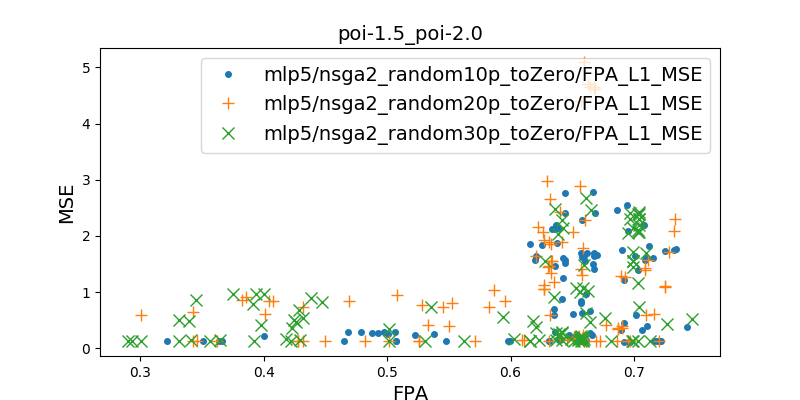 poi-1.5_poi-2.0
mlp5/nsga2_random10p_toZero/FPA_L1_MSE
mlp5/nsga2_random20p_toZero/FPA_L1_MSE
mlp5/nsga2_random30p_toZero/FPA_L1_MSE
MSE
5
4
3
2
1
0
0.3 0.4 0.5 0.6 0.7
FPA